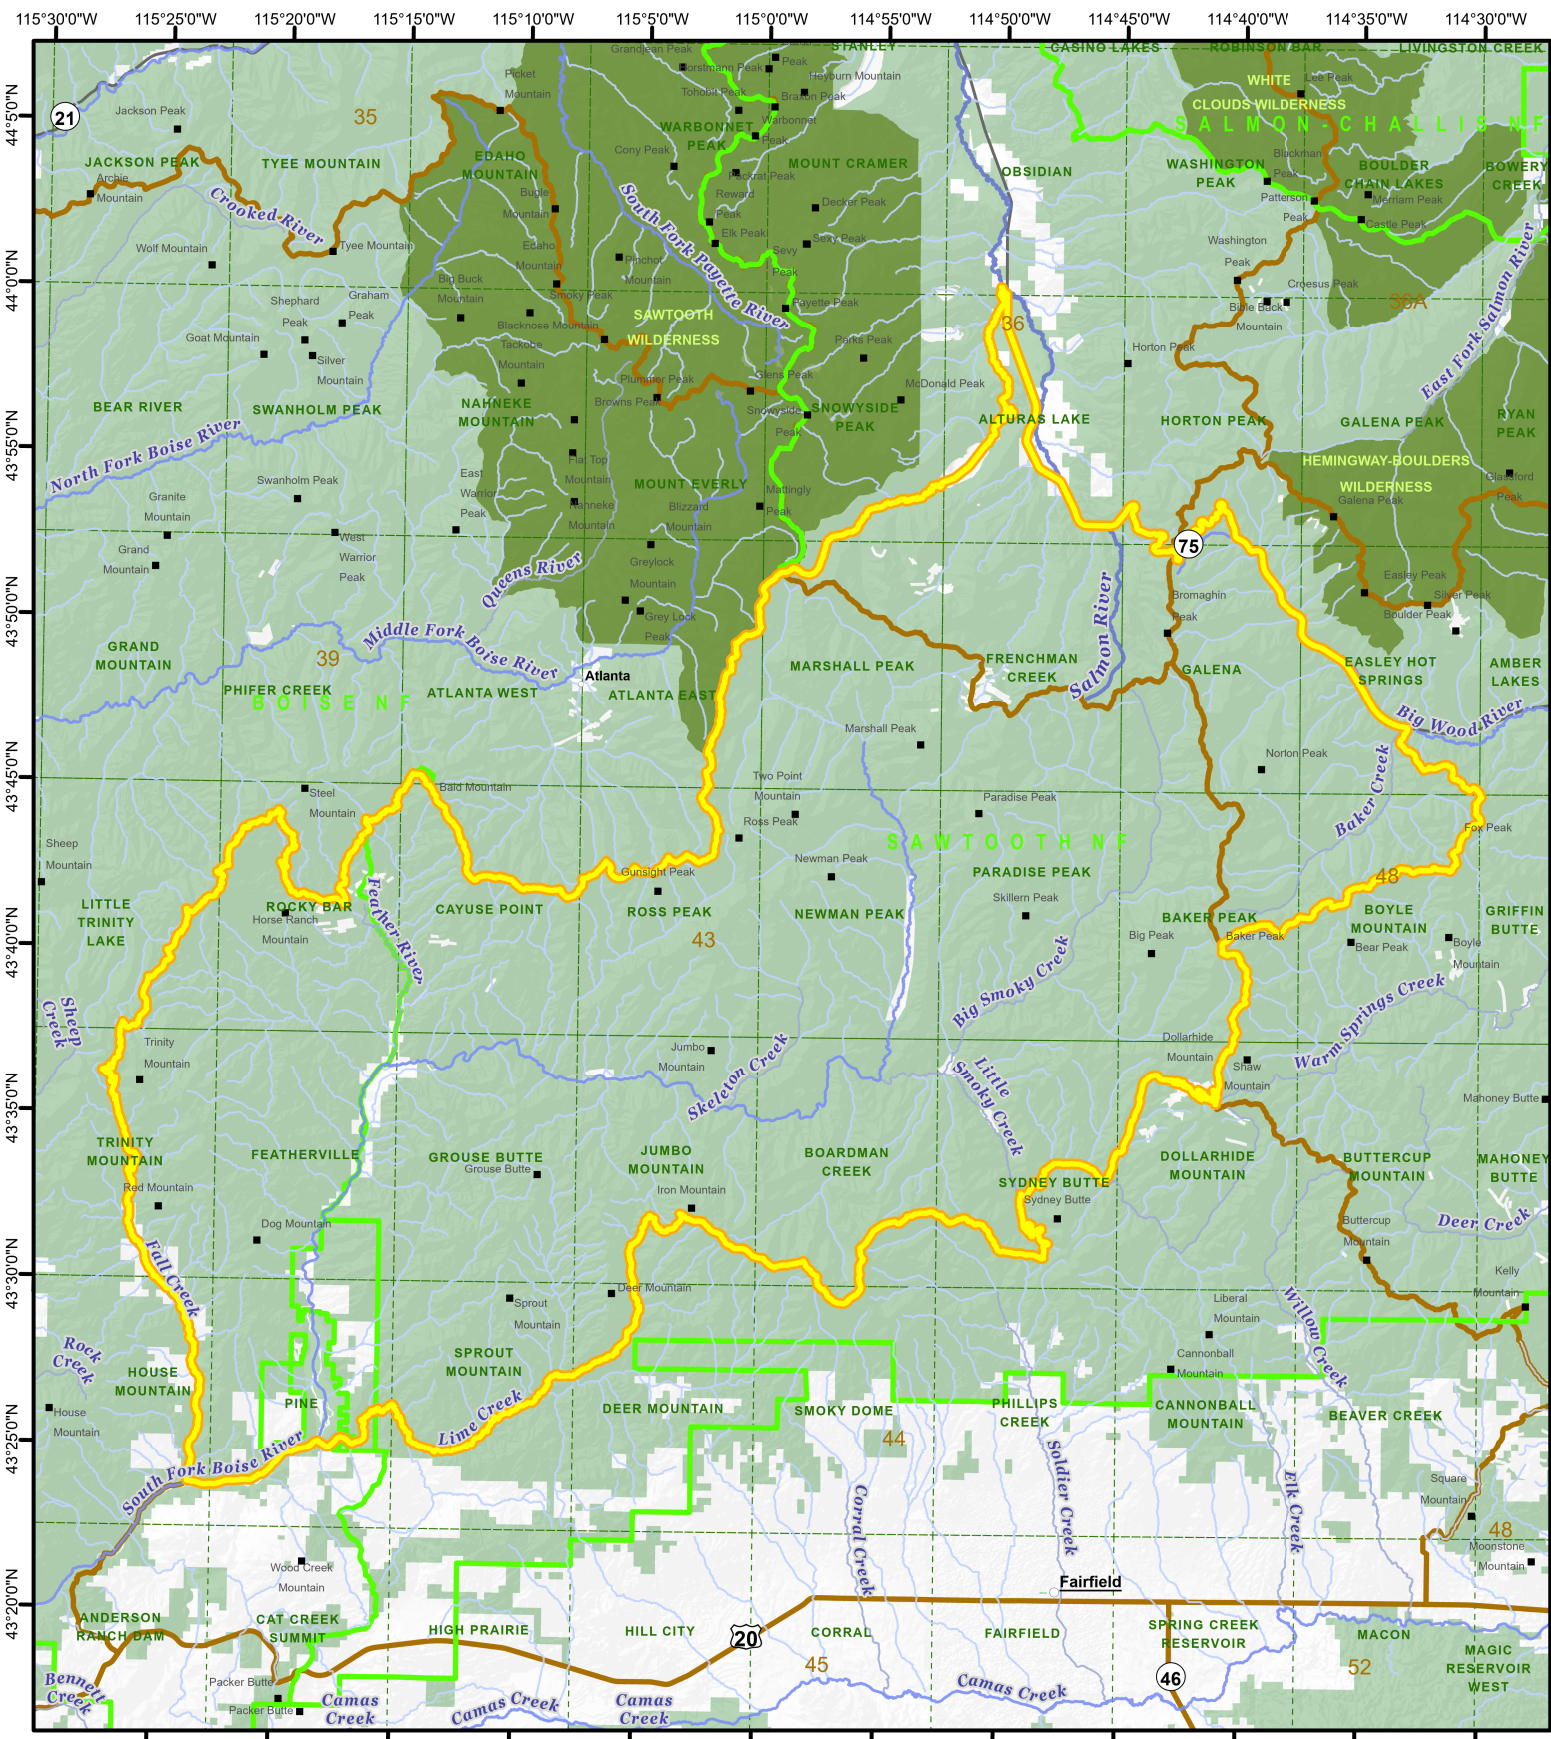 115°30'0"W 115°25'0"W 115°20'0"W 115°15'0"W 115°10'0"W 115°5'0"W 115°0'0"W 114°55'0"W 114°50'0"W 114°45'0"W 114°40'0"W 114°35'0"W 114°30'0"W
44°5'0"N
44°0'0"N
43°55'0"N
43°50'0"N
43°45'0"N
43°40'0"N
43°35'0"N
43°30'0"N
43°25'0"N
43°20'0"N
Grandjean Peak
Peak
STANLEY
CASINO LAKES
ROBINSON BAR
LIVINGSTON CREEK
Horstmann Peak
Heyburn Mountain
Picket
Mountain
WHITE
CLOUDS WILDERNESS
Lee Peak
Tohobit Peak
Braxon Peak
21
Jackson Peak
35
SALMON-CHALLIS NF
WARBONNET
PEAK
Warbonnet
Peak
Cony Peak
JACKSON PEAK
TYEE MOUNTAIN
EDAHO
MOUNTAIN
MOUNT CRAMER
OBSIDIAN
WASHINGTON
PEAK
Blackman
Peak
BOULDER
CHAIN LAKES
BOWERY
CREEK
Archie
Mountain
Packrat Peak
Crooked River
Bugle
Mountain
South Fork Payette River
Reward
Peak
Decker Peak
Patterson
Peak
Merriam Peak
Castle Peak
Wolf Mountain
Tyee Mountain
Edaho
Mountain
Elk Peak
Sexy Peak
Sevy
Peak
Washington
Peak
East Fork Salmon River
Pinchot
Mountain
Big Buck
Mountain
Smoky Peak
Payette Peak
Croesus Peak
Bible Back
Mountain
36A
Shephard
Peak
Graham
Peak
Blacknose Mountain
SAWTOOTH
WILDERNESS
36
Goat Mountain
Silver
Mountain
Tackobe
Mountain
Parks Peak
Horton Peak
Plummer Peak
Glens Peak
McDonald Peak
BEAR RIVER
SWANHOLM PEAK
NAHNEKE
MOUNTAIN
Browns Peak
Snowyside
Peak
SNOWYSIDE
PEAK
ALTURAS LAKE
HORTON PEAK
GALENA PEAK
RYAN
PEAK
North Fork Boise River
Swanholm Peak
East
Warrior
Peak
Flat Top
Mountain
MOUNT EVERLY
Mattingly
Peak
HEMINGWAY-BOULDERS
WILDERNESS
Galena Peak
Glassford
Peak
Granite
Mountain
Nahneke
Mountain
Blizzard
Mountain
Grand
Mountain
West
Warrior
Peak
Queens River
Greylock
Mountain
75
Grey Lock
Peak
Salmon River
Bromaghin
Peak
Easley Peak
Silver Peak
Boulder Peak
GRAND
MOUNTAIN
39
Middle Fork Boise River
PHIFER CREEK
BOISE NF
ATLANTA WEST
Atlanta
ATLANTA EAST
MARSHALL PEAK
FRENCHMAN
CREEK
GALENA
EASLEY HOT
SPRINGS
AMBER
LAKES
Big Wood River
Marshall Peak
Norton Peak
Baker Creek
Steel
Mountain
Bald Mountain
Two Point
Mountain
Ross Peak
Paradise Peak
Fox Peak
Sheep
Mountain
SAWTOOTH NF
Gunsight Peak
Newman Peak
PARADISE PEAK
48
LITTLE
TRINITY
LAKE
ROCKY BAR
Horse Ranch
Mountain
Feather River
CAYUSE POINT
ROSS PEAK
NEWMAN PEAK
Skillern Peak
BAKER PEAK
Baker Peak
BOYLE
MOUNTAIN
GRIFFIN
BUTTE
43
Big Peak
Bear Peak
Boyle
Mountain
Sheep
Creek
Big Smoky Creek
Warm Springs Creek
Trinity
Mountain
Jumbo
Mountain
Skeleton Creek
Little
Smoky Creek
Dollarhide
Mountain
Shaw
Mountain
Mahoney Butte
TRINITY
MOUNTAIN
FEATHERVILLE
GROUSE BUTTE
Grouse Butte
JUMBO
MOUNTAIN
BOARDMAN
CREEK
SYDNEY BUTTE
Sydney Butte
DOLLARHIDE
MOUNTAIN
BUTTERCUP
MOUNTAIN
MAHONEY
BUTTE
Red Mountain
Iron Mountain
Dog Mountain
Buttercup
Mountain
Deer Creek
Fall Creek
Deer Mountain
Sprout
Mountain
Liberal
Mountain
Willow Creek
Kelly
Mountain
Rock
Creek
HOUSE
MOUNTAIN
SPROUT
MOUNTAIN
Cannonball
Mountain
House
Mountain
PINE
Lime Creek
DEER MOUNTAIN
SMOKY DOME
PHILLIPS
CREEK
CANNONBALL
MOUNTAIN
BEAVER CREEK
44
South Fork Boise River
Corral Creek
Soldier Creek
Elk Creek
Square
Mountain
48
Moonstone
Mountain
Wood Creek
Mountain
Fairfield
ANDERSON
RANCH DAM
CAT CREEK
SUMMIT
HIGH PRAIRIE
HILL CITY
20
CORRAL
FAIRFIELD
SPRING CREEK
RESERVOIR
MACON
MAGIC
RESERVOIR
WEST
45
46
52
Bennett
Creek
Packer Butte
Packer Butte
Camas
Creek
Camas Creek
Camas
Creek
Camas Creek